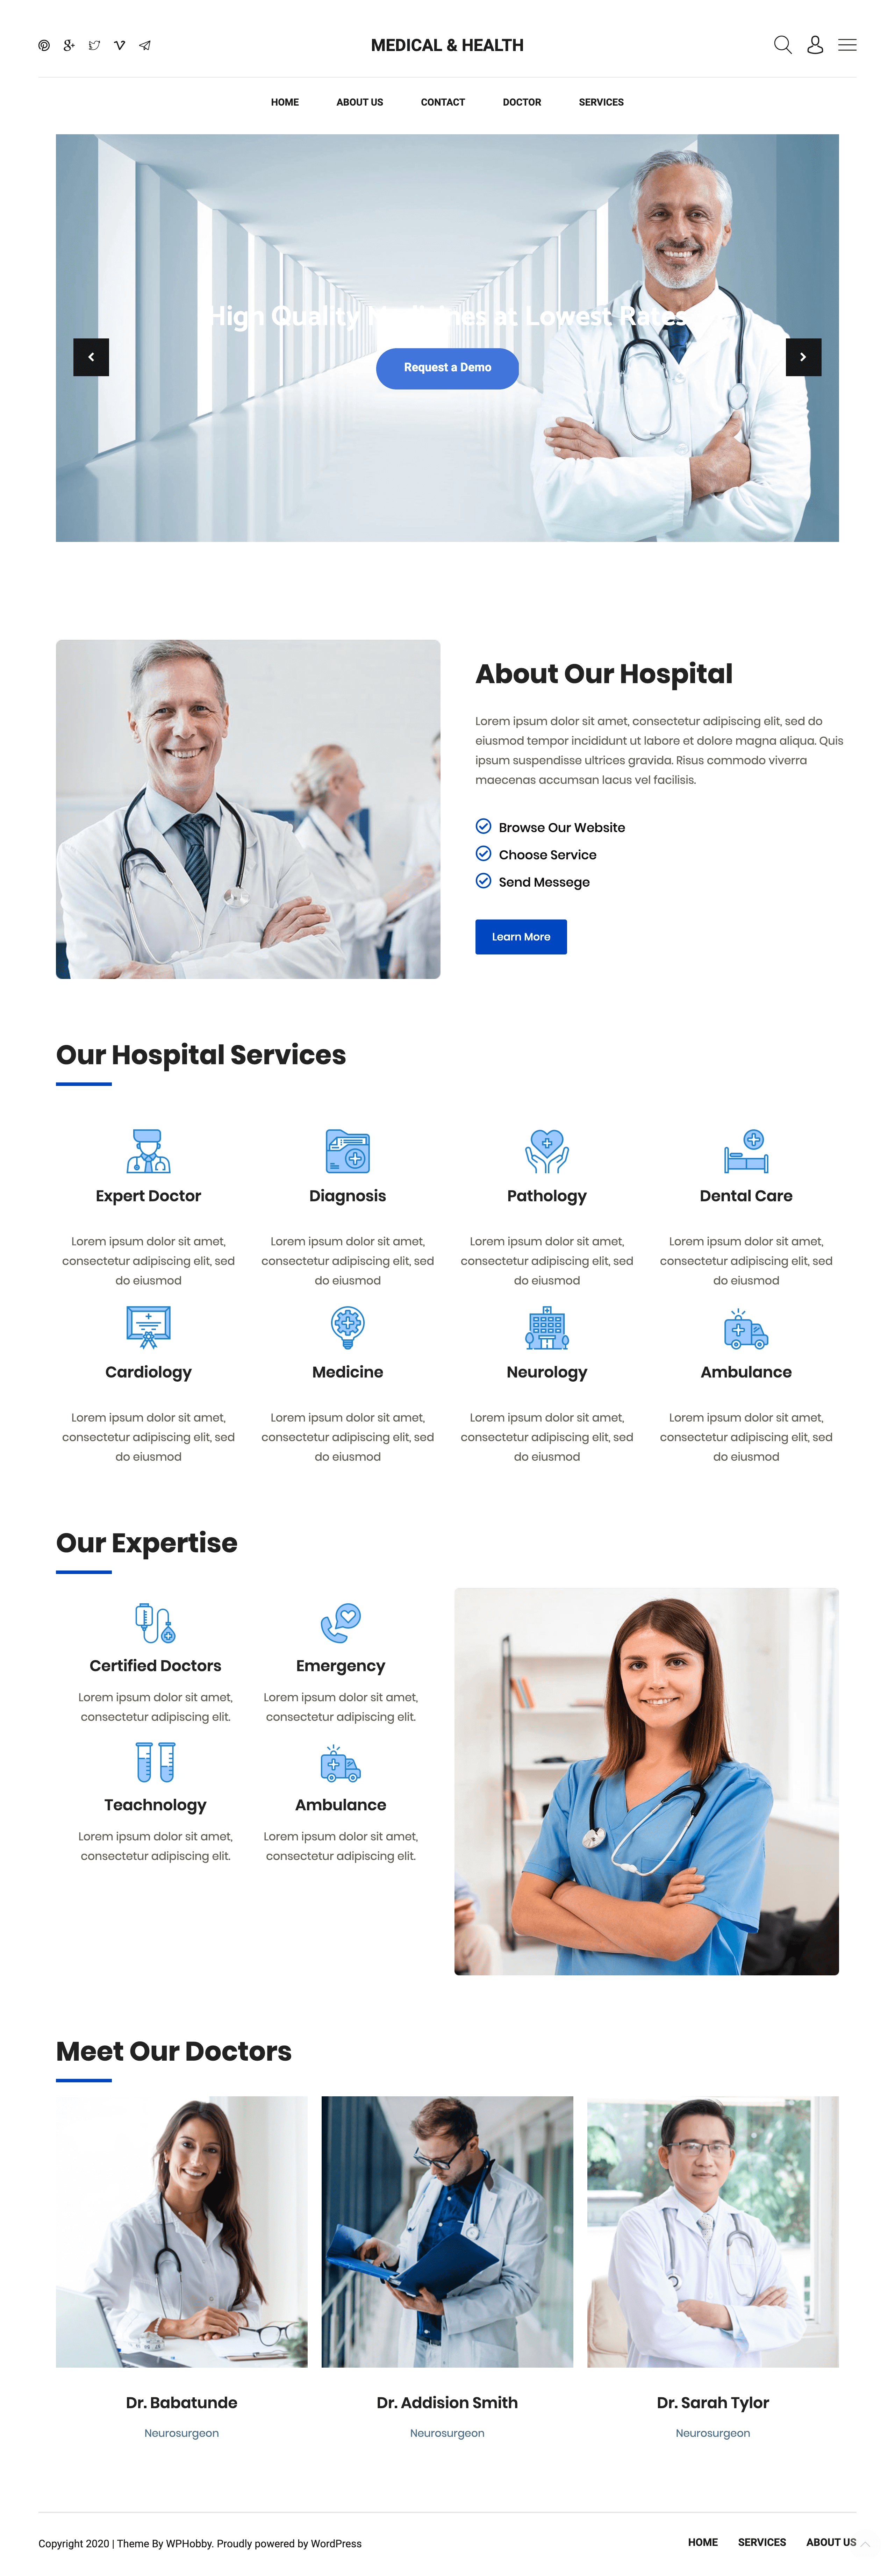 MEDICAL & HEALTH
HOME ABOUT US CONTACT DOCTOR SERVICES
High Quality Medicines at Lowest Rates
Request a Demo
About Our Hospital
Lorem ipsum dolor sit amet, consectetur adipiscing elit, sed do
eiusmod tempor incididunt ut labore et dolore magna aliqua. Quis
ipsum suspendisse ultrices gravida. Risus commodo viverra
maecenas accumsan lacus vel facilisis.
Browse Our Website
Choose Service
Send Messege
Learn More
Our Hospital Services
Expert Doctor
Lorem ipsum dolor sit amet,
consectetur adipiscing elit, sed
do eiusmod
Diagnosis
Lorem ipsum dolor sit amet,
consectetur adipiscing elit, sed
do eiusmod
Pathology
Lorem ipsum dolor sit amet,
consectetur adipiscing elit, sed
do eiusmod
Dental Care
Lorem ipsum dolor sit amet,
consectetur adipiscing elit, sed
do eiusmod
Cardiology
Lorem ipsum dolor sit amet,
consectetur adipiscing elit, sed
do eiusmod
Medicine
Lorem ipsum dolor sit amet,
consectetur adipiscing elit, sed
do eiusmod
Neurology
Lorem ipsum dolor sit amet,
consectetur adipiscing elit, sed
do eiusmod
Ambulance
Lorem ipsum dolor sit amet,
consectetur adipiscing elit, sed
do eiusmod
Our Expertise
Certified Doctors
Lorem ipsum dolor sit amet,
consectetur adipiscing elit.
Emergency
Lorem ipsum dolor sit amet,
consectetur adipiscing elit.
Teachnology
Lorem ipsum dolor sit amet,
consectetur adipiscing elit.
Ambulance
Lorem ipsum dolor sit amet,
consectetur adipiscing elit.
Meet Our Doctors
Dr. Babatunde
Neurosurgeon
Dr. Addision Smith
Neurosurgeon
Dr. Sarah Tylor
Neurosurgeon
Copyright 2020 | Theme By WPHobby. Proudly powered by WordPress
HOME SERVICES ABOUT US